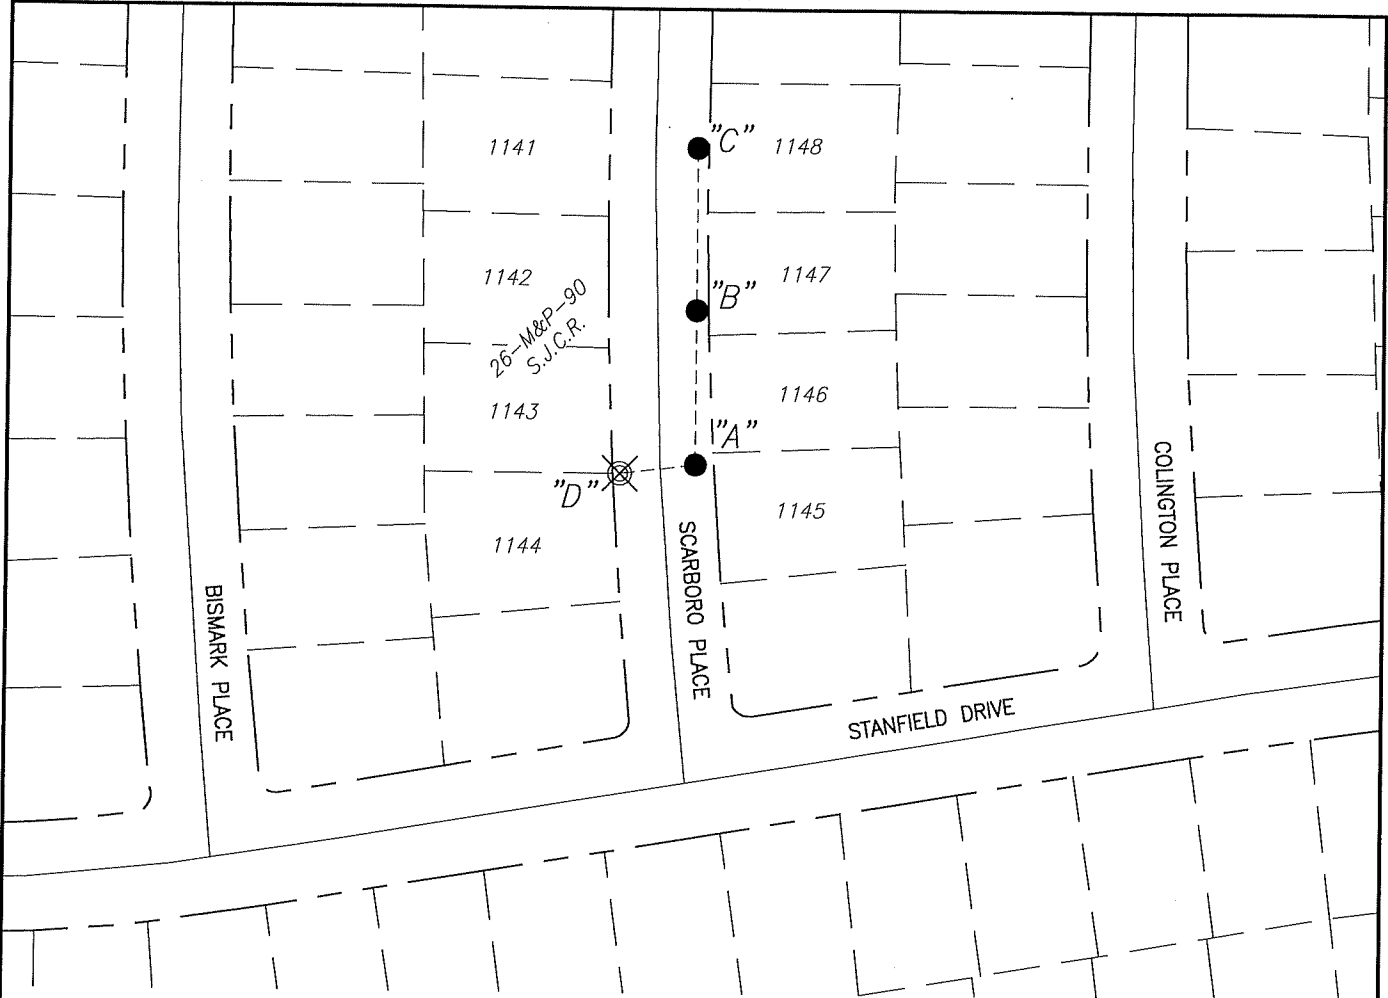 1141
"C"
1148
1142
"B"
1147
26-M&P-90
S.J.C.R.
1143
1146
"A"
"D"
1145
1144
SCARBORO PLACE
COLINGTON PLACE
BISMARK PLACE
STANFIELD DRIVE